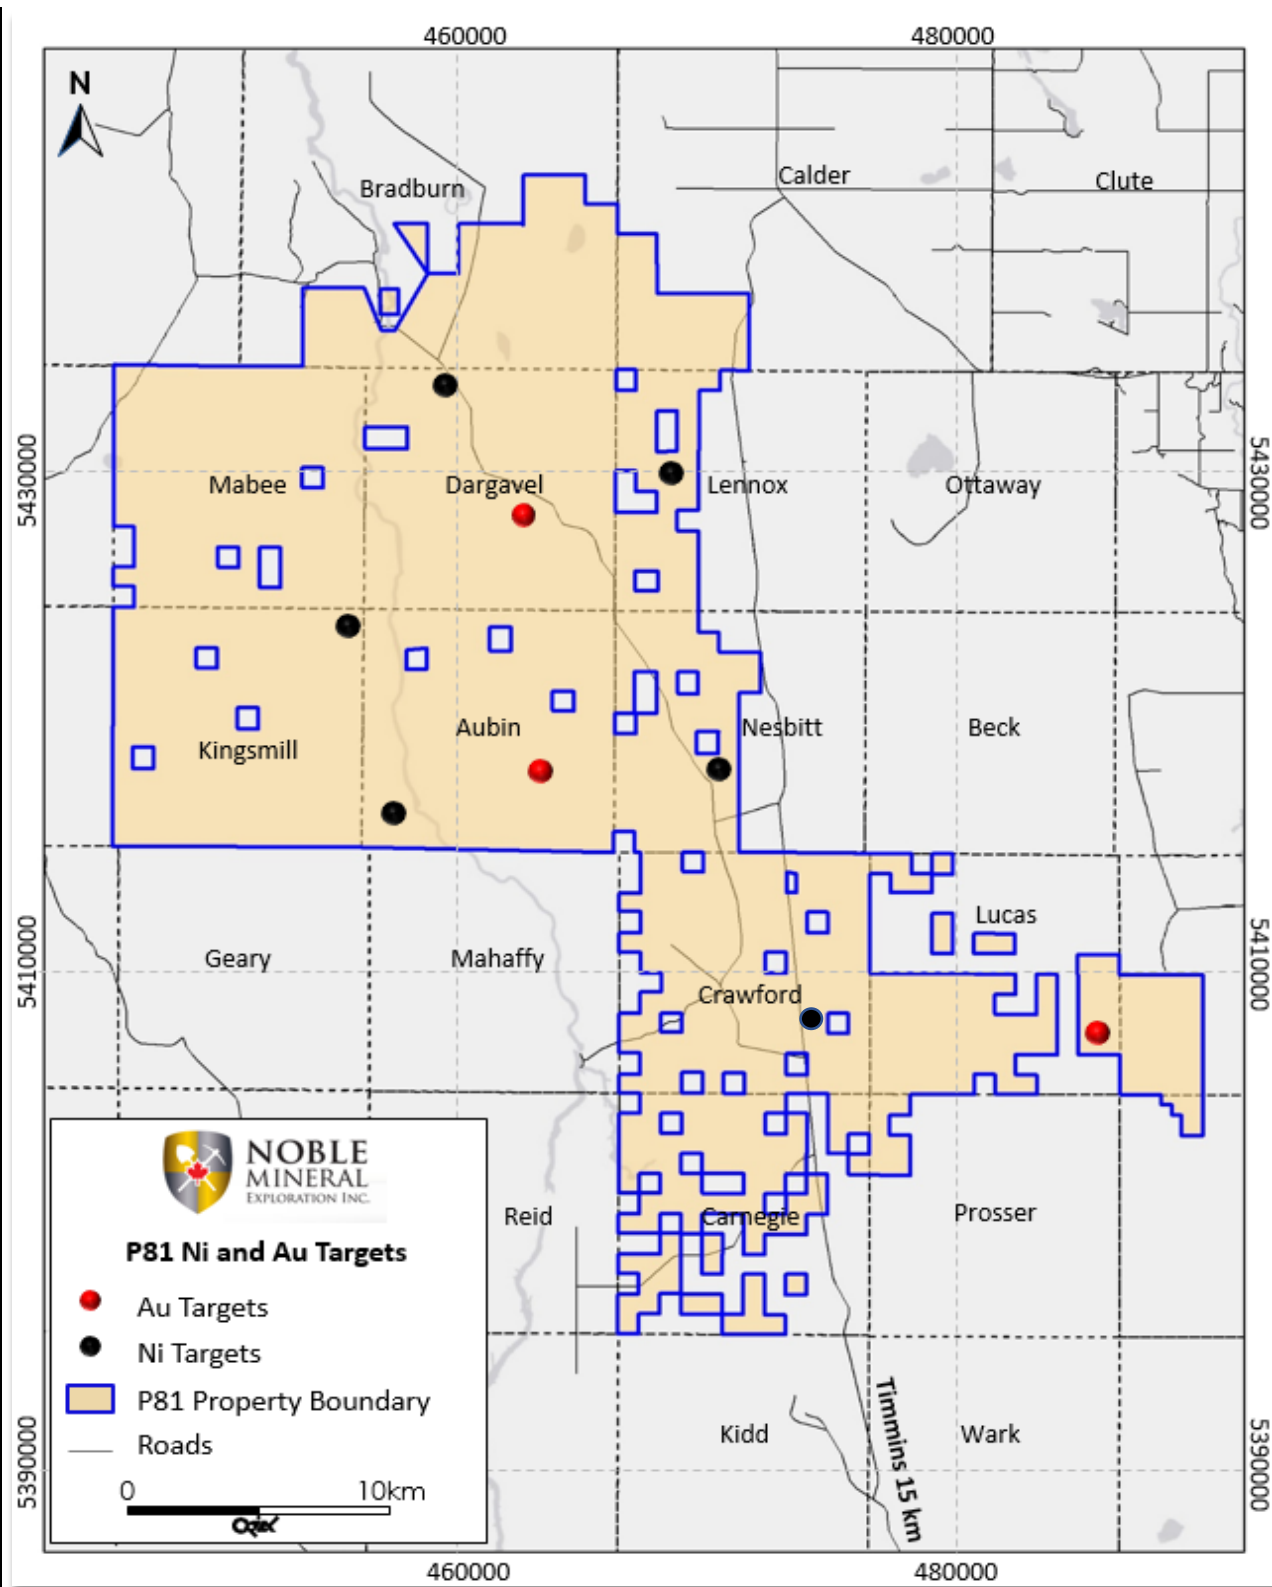 460000
480000
N
Bradburn
Calder
Clute
5430000
5430000
Mabee
Dargavel
Lennox
Ottaway
Aubin
Nesbitt
Beck
Kingsmill
Lucas
5410000
5410000
Geary
Mahaffy
Crawford
Reid
Carnegie
Prosser
NOBLE
MINERAL
EXPLORATION INC.
P81 Ni and Au Targets
Au Targets
Ni Targets
P81 Property Boundary
Roads
0
10km
Kidd
Wark
Timmins 15 km
5390000
5390000
460000
480000